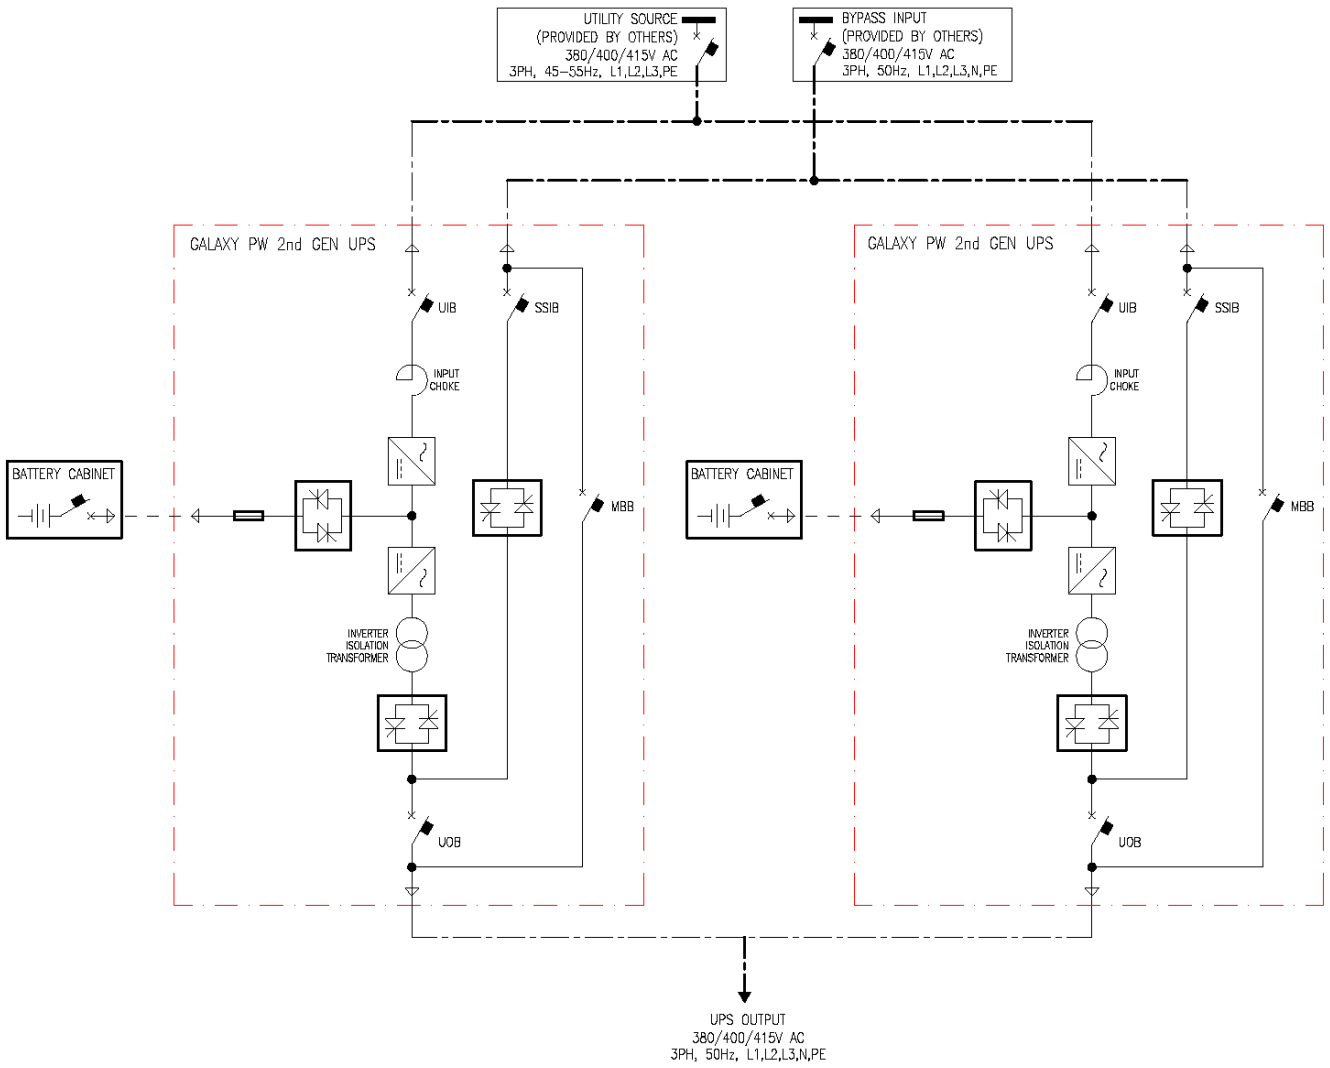 UTILITY SOURCE
(PROVIDED BY OTHERS)
380/400/415V AC
3PH, 45-55Hz, L1,L2,L3,PE
BYPASS INPUT
(PROVIDED BY OTHERS)
380/400/415V AC
3PH, 50Hz, L1,L2,L3,N,PE
GALAXY PW 2nd GEN UPS
UIB
SSIB
INPUT
CHOKE
BATTERY CABINET
MBB
INVERTER
ISOLATION
TRANSFORMER
UOB
GALAXY PW 2nd GEN UPS
UIB
SSIB
INPUT
CHOKE
BATTERY CABINET
MBB
INVERTER
ISOLATION
TRANSFORMER
UOB
UPS OUTPUT
380/400/415V AC
3PH, 50Hz, L1,L2,L3,N,PE